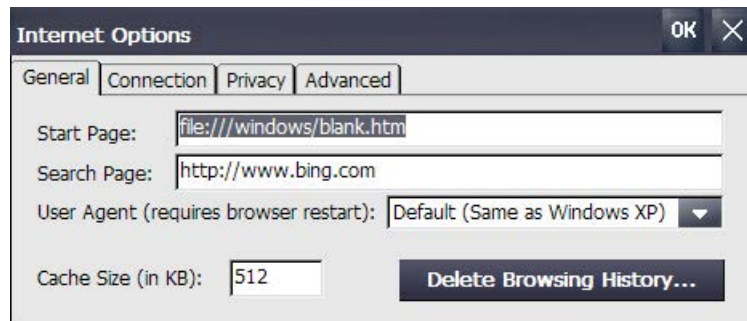 Internet Options OK
General Connection Privacy Advanced
Start Page: file:///windows/blank.htm
Search Page: http://www.bing.com
User Agent (requires browser restart): Default (Same as Windows XP)
Cache Size (in KB): 512 Delete Browsing History...